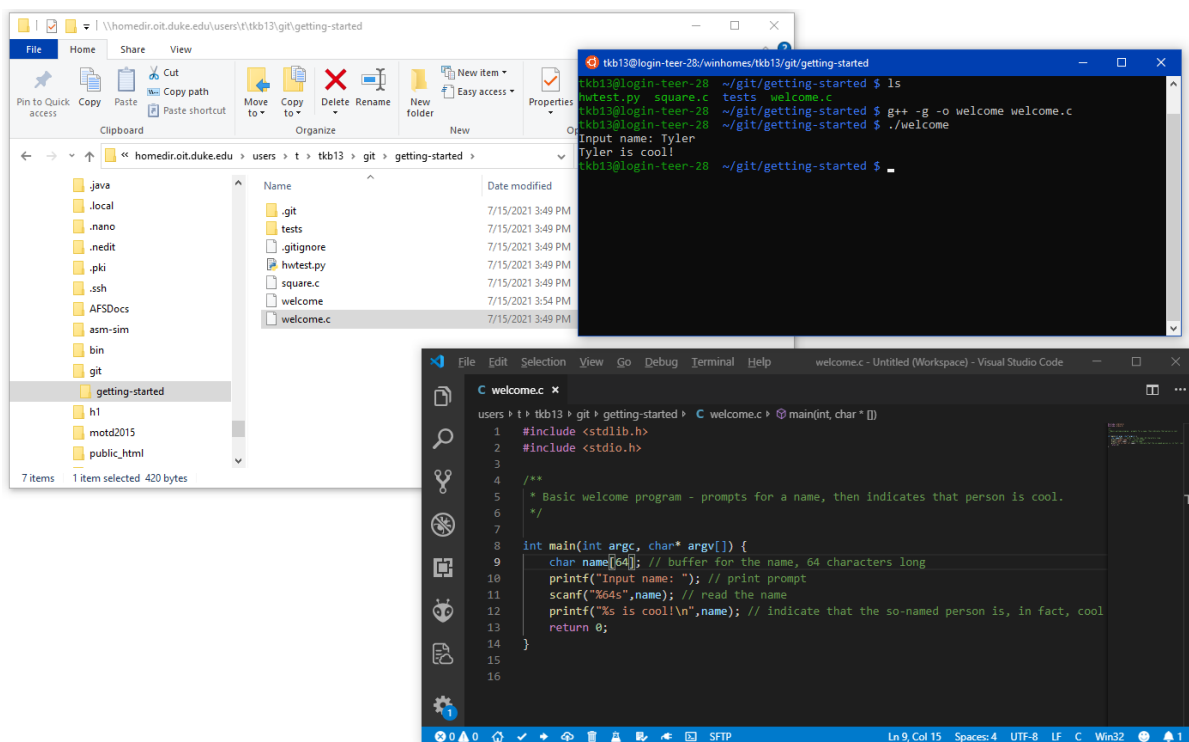 \\homedir.oit.duke.edu\users\t\tkb13\git\getting-started
File Home Share View
Pin to Quick access
Copy
Paste
Cut
Copy path
Paste shortcut
Clipboard
Move to
Copy to
Delete
Rename
Organize
New folder
New item
Easy access
New
Properties
Op
« homedir.oit.duke.edu > users > t > tkb13 > git > getting-started >
.java
.local
.nano
.nedit
.pki
.ssh
AFSDocs
asm-sim
bin
git
getting-started
h1
motd2015
public_html
Name Date modified
.git 7/15/2021 3:49 PM
tests 7/15/2021 3:49 PM
.gitignore 7/15/2021 3:49 PM
hwtest.py 7/15/2021 3:49 PM
square.c 7/15/2021 3:49 PM
welcome 7/15/2021 3:54 PM
welcome.c 7/15/2021 3:49 PM
7 items 1 item selected 420 bytes
tkb13@login-teer-28:/winhomes/tkb13/git/getting-started
tkb13@login-teer-28 ~/git/getting-started $ ls
hwtest.py square.c tests welcome.c
tkb13@login-teer-28 ~/git/getting-started $ g++ -g -o welcome welcome.c
tkb13@login-teer-28 ~/git/getting-started $ ./welcome
Input name: Tyler
Tyler is cool!
tkb13@login-teer-28 ~/git/getting-started $
File Edit Selection View Go Debug Terminal Help welcome.c - Untitled (Workspace) - Visual Studio Code
C welcome.c ×
users > t > tkb13 > git > getting-started > C welcome.c > main(int, char * [])
1 #include <stdlib.h>
2 #include <stdio.h>
3
4 /**
5 * Basic welcome program - prompts for a name, then indicates that person is cool.
6 */
7
8 int main(int argc, char* argv[]) {
9 char name[64]; // buffer for the name, 64 characters long
10 printf("Input name: "); // print prompt
11 scanf("%64s",name); // read the name
12 printf("%s is cool!\n",name); // indicate that the so-named person is, in fact, cool
13 return 0;
14 }
15
16
1
0 0 SFTP Ln 9, Col 15 Spaces: 4 UTF-8 LF C Win32 1